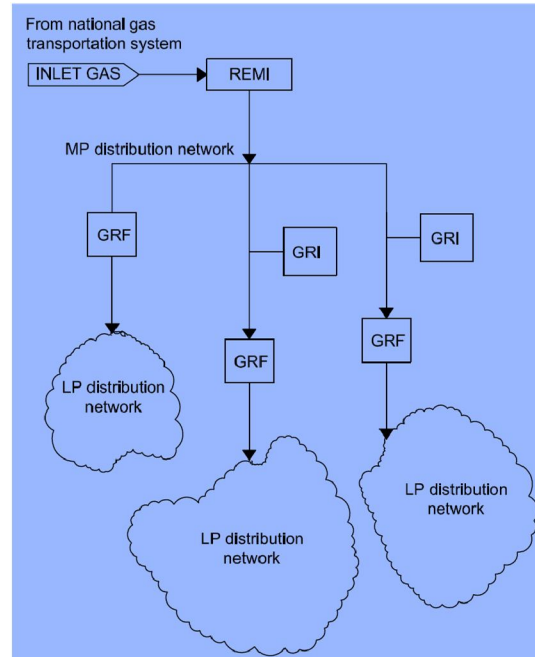 From national gas
transportation system
INLET GAS
REMI
MP distribution network
GRF
GRI
GRI
GRF
GRF
LP distribution
network
LP distribution
network
LP distribution
network